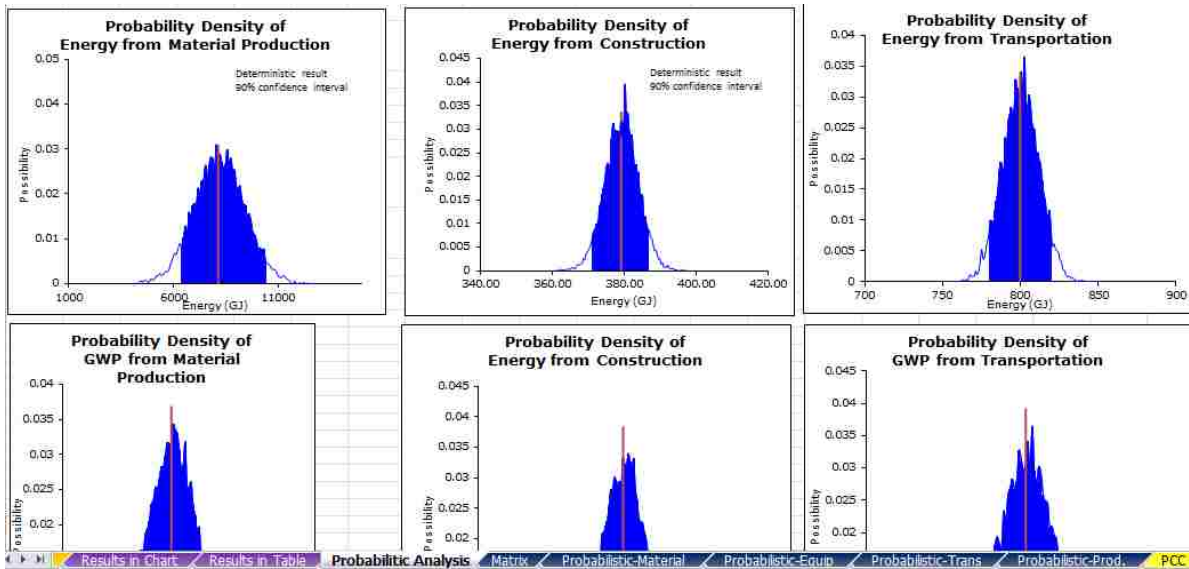 Probability Density of
Energy from Material Production
0.05
0.04
0.03
0.02
0.01
0
Possibility
Deterministic result
90% confidence interval
1000
6000
11000
Energy (GJ)
Probability Density of
Energy from Construction
0.045
0.04
0.035
0.03
0.025
0.02
0.015
0.01
0.005
0
Possibility
Deterministic result
90% confidence interval
340.00
360.00
380.00
400.00
420.00
Energy (GJ)
Probability Density of
Energy from Transportation
0.04
0.035
0.03
0.025
0.02
0.015
0.01
0.005
0
Possibility
700
750
800
850
900
Energy (GJ)
Probability Density of
GWP from Material
Production
0.04
0.035
0.03
0.025
0.02
Possibility
Probability Density of
Energy from Construction
0.045
0.04
0.035
0.03
0.025
0.02
Possibility
Probability Density of
GWP from Transportation
0.045
0.04
0.035
0.03
0.025
0.02
Possibility
Results in Chart
Results in Table
Probabilitic Analysis
Matrix
Probabilistic-Material
Probabilistic-Equip
Probabilistic-Trans
Probabilistic-Prod.
PCC